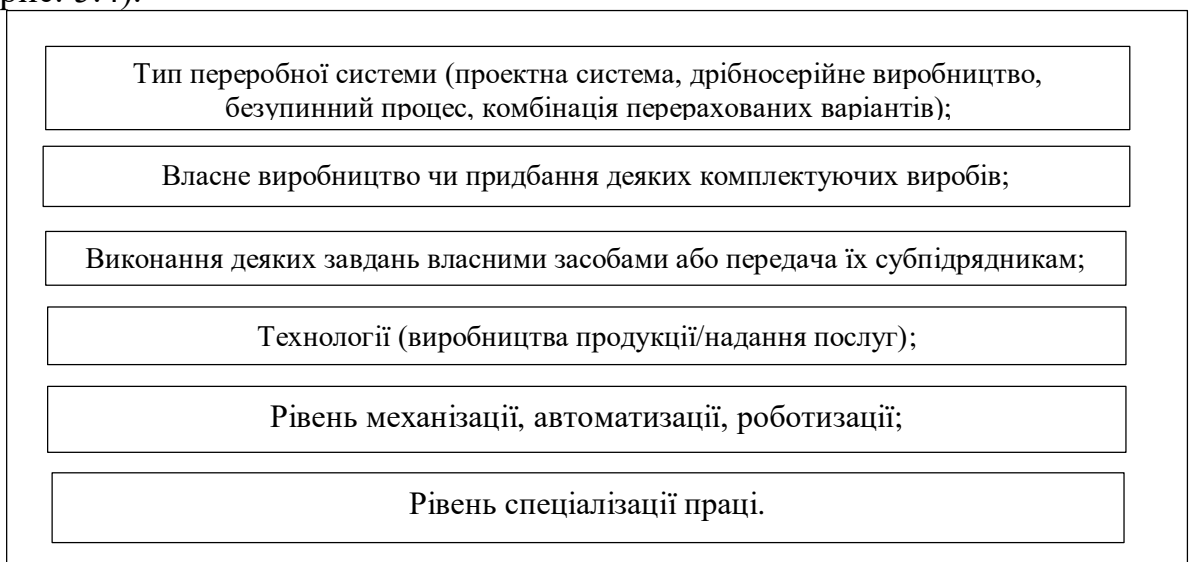 рис. 3.4).
Тип переробної системи (проектна система, дрібносерійне виробництво,
безупинний процес, комбінація перерахованих варіантів);
Власне виробництво чи придбання деяких комплектуючих виробів;
Виконання деяких завдань власними засобами або передача їх субпідрядникам;
Технології (виробництва продукції/надання послуг);
Рівень механізації, автоматизації, роботизації;
Рівень спеціалізації праці.